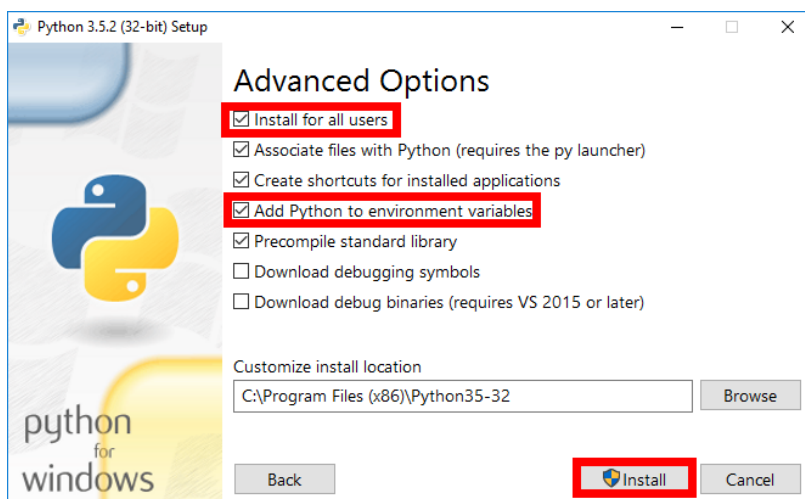 Python 3.5.2 (32-bit) Setup
Advanced Options
Install for all users
Associate files with Python (requires the py launcher)
Create shortcuts for installed applications
Add Python to environment variables
Precompile standard library
Download debugging symbols
Download debug binaries (requires VS 2015 or later)
Customize install location
C:\Program Files (x86)\Python35-32
Browse
python
for
windows
Back
Install
Cancel